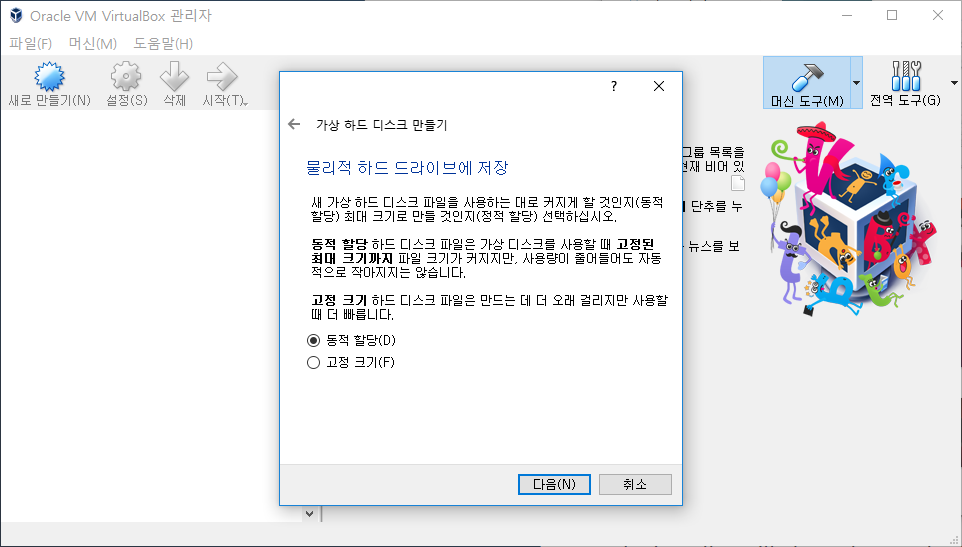 Oracle VM VirtualBox 관리자
파일(F) 머신(M) 도움말(H)
새로 만들기(N) 설정(S) 삭제 시작(T) 머신 도구(M) 전역 도구(G)
가상 하드 디스크 만들기
물리적 하드 드라이브에 저장
새 가상 하드 디스크 파일을 사용하는 대로 커지게 할 것인지(동적
할당) 최대 크기로 만들 것인지(정적 할당) 선택하십시오.
동적 할당 하드 디스크 파일은 가상 디스크를 사용할 때 고정된
최대 크기까지 파일 크기가 커지지만, 사용량이 줄어들어도 자동
적으로 작아지지는 않습니다.
고정 크기 하드 디스크 파일은 만드는 데 더 오래 걸리지만 사용할
때 더 빠릅니다.
동적 할당(D)
고정 크기(F)
다음(N) 취소
그룹 목록을
현재 비어 있
단추를 누
뉴스를 보